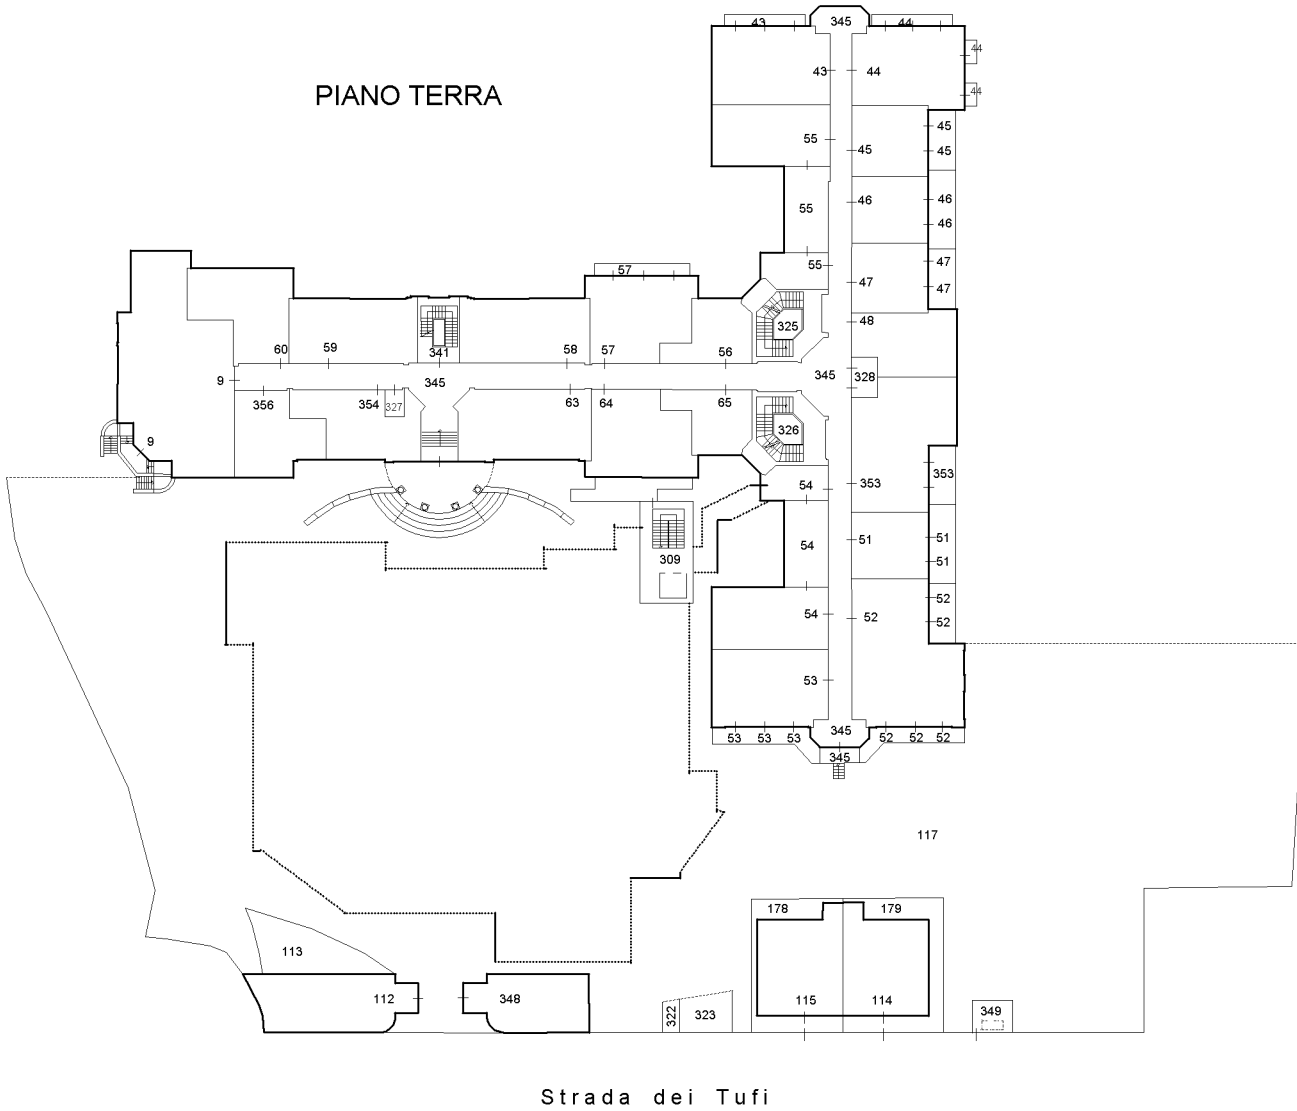 43 345 44
44
PIANO TERRA
43 44
44
45
55 45 45
55 46 46
46
55 47 47
47
57
325 48
60 59 341 58 57 56
9 345 345 328
356 354 327 63 64 65
9 326
54 353 353
54 51 51
309 51
52
54 52 52
53
53 53 53 345 52 52 52
345
117
178 179
113
112 348 115 114
322 323 349
Strada dei Tufi